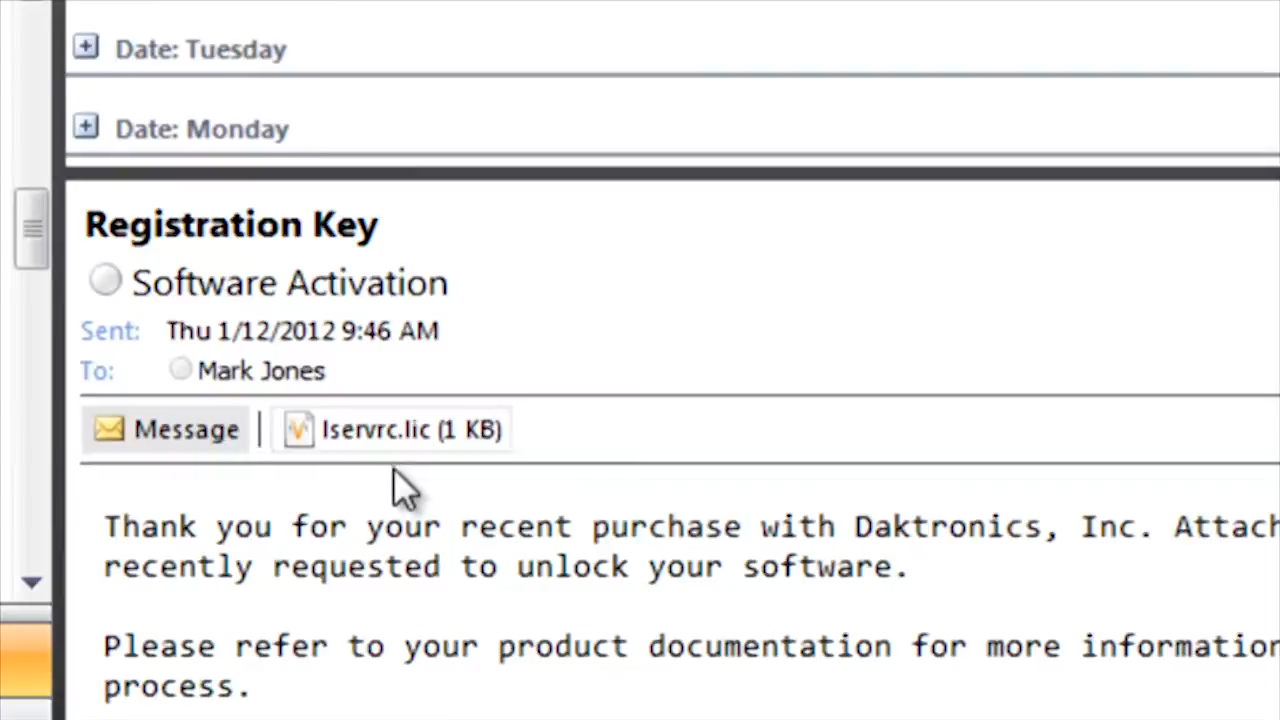 Date: Tuesday
Date: Monday
Registration Key
Software Activation
Sent: Thu 1/12/2012 9:46 AM
To: Mark Jones
Message | lservrc.lic (1 KB)
Thank you for your recent purchase with Daktronics, Inc. Attach
recently requested to unlock your software.
Please refer to your product documentation for more information
process.